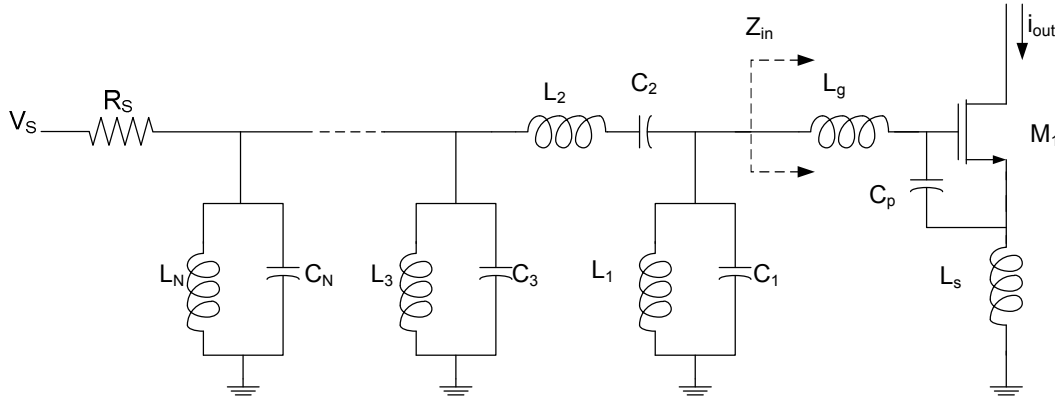 V_S
R_S
L_N
C_N
L_3
C_3
L_2
C_2
L_1
C_1
Z_in
L_g
C_p
i_out
M_1
L_s